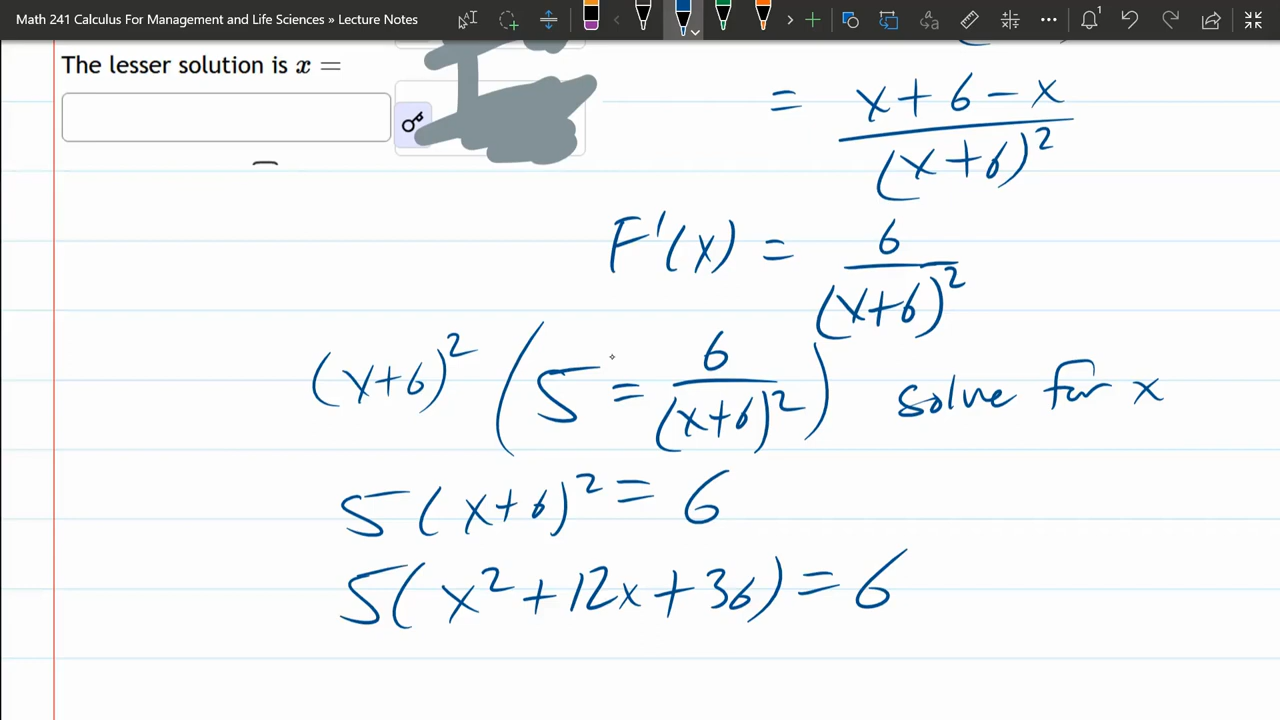 Math 241 Calculus For Management and Life Sciences » Lecture Notes
The lesser solution is x =
= x + 6 - x / (x+6)²
F'(x) = 6 / (x+6)²
(x+6)² ( 5 = 6 / (x+6)² ) solve for x
5(x+6)² = 6
5(x² + 12x + 36) = 6